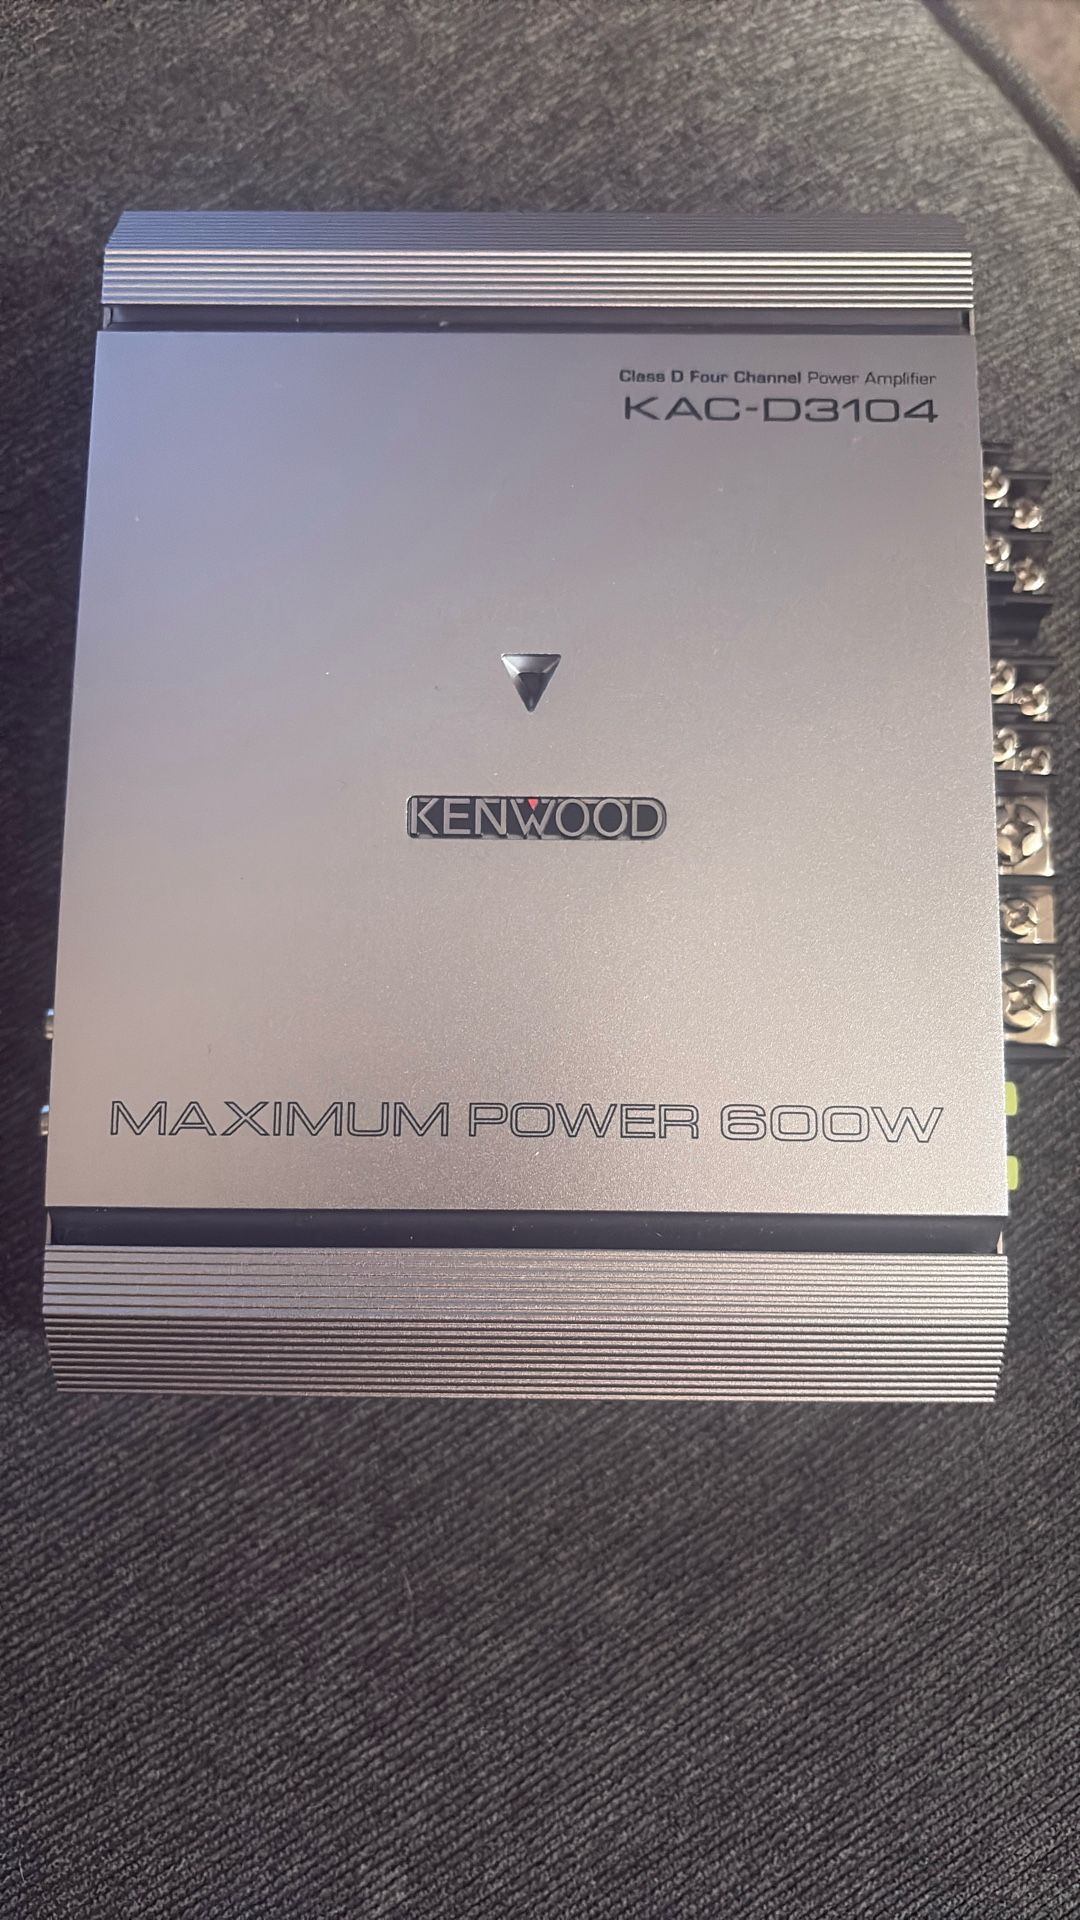 Class D Four Channel Power Amplifier
KAC-D3104
KENWOOD
MAXIMUM POWER 600W